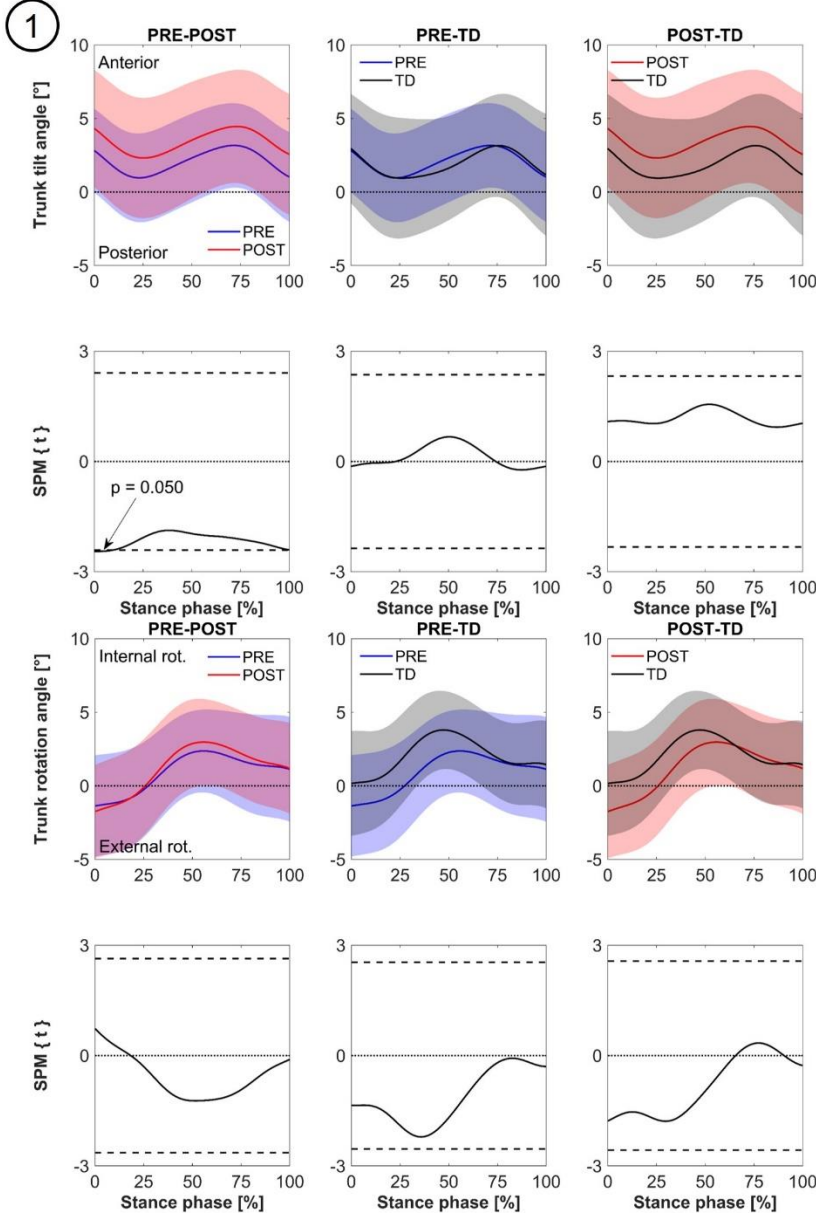 1
PRE-POST PRE-TD POST-TD
Trunk tilt angle [°]
10
5
0
-5
Anterior
Posterior
PRE
POST
0 25 50 75 100
10
5
0
-5
PRE
TD
0 25 50 75 100
10
5
0
-5
POST
TD
0 25 50 75 100
SPM { t }
3
0
-3
p = 0.050
0 25 50 75 100
Stance phase [%]
3
0
-3
0 25 50 75 100
Stance phase [%]
3
0
-3
0 25 50 75 100
Stance phase [%]
PRE-POST PRE-TD POST-TD
Trunk rotation angle [°]
10
5
0
-5
Internal rot.
External rot.
PRE
POST
0 25 50 75 100
10
5
0
-5
PRE
TD
0 25 50 75 100
10
5
0
-5
POST
TD
0 25 50 75 100
SPM { t }
3
0
-3
0 25 50 75 100
Stance phase [%]
3
0
-3
0 25 50 75 100
Stance phase [%]
3
0
-3
0 25 50 75 100
Stance phase [%]